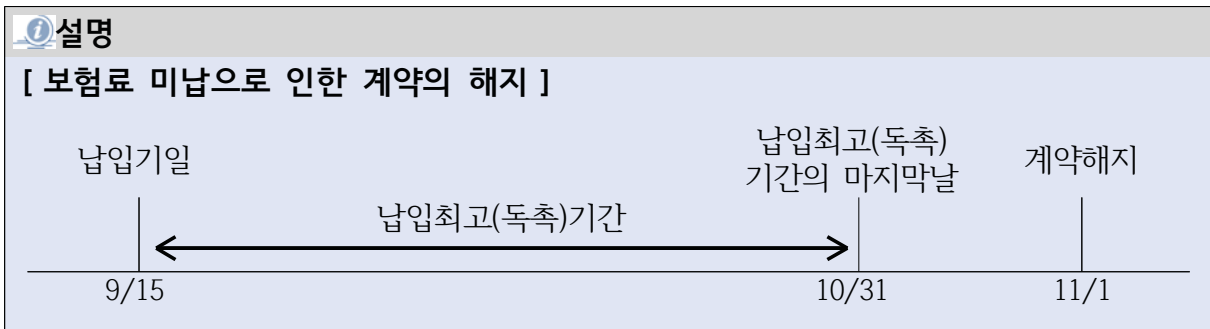 설명
[ 보험료 미납으로 인한 계약의 해지 ]
납입기일
납입최고(독촉)
기간의 마지막날
계약해지
납입최고(독촉)기간
9/15
10/31
11/1